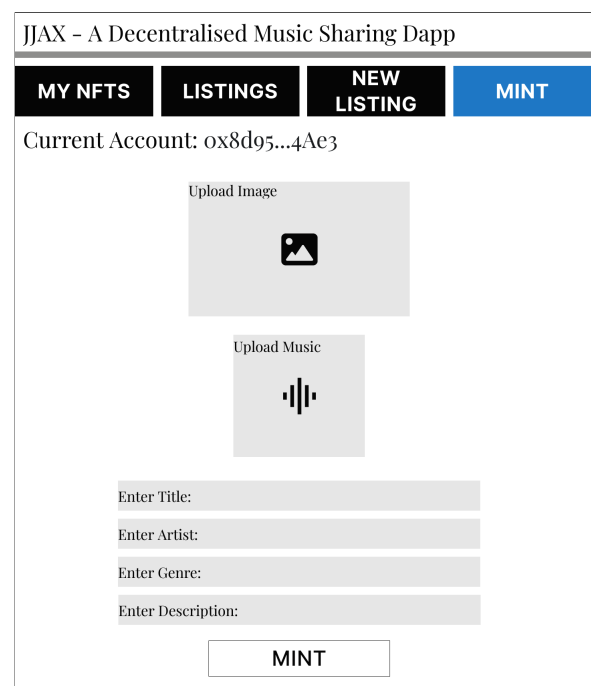 JJAX - A Decentralised Music Sharing Dapp
MY NFTS
LISTINGS
NEW
LISTING
MINT
Current Account: 0x8d95...4Ae3
Upload Image
Upload Music
Enter Title:
Enter Artist:
Enter Genre:
Enter Description:
MINT